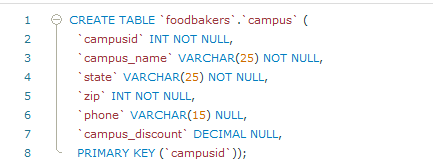 1 CREATE TABLE `foodbakers`.`campus` (
2 `campusid` INT NOT NULL,
3 `campus_name` VARCHAR(25) NOT NULL,
4 `state` VARCHAR(25) NOT NULL,
5 `zip` INT NOT NULL,
6 `phone` VARCHAR(15) NULL,
7 `campus_discount` DECIMAL NULL,
8 PRIMARY KEY (`campusid`));